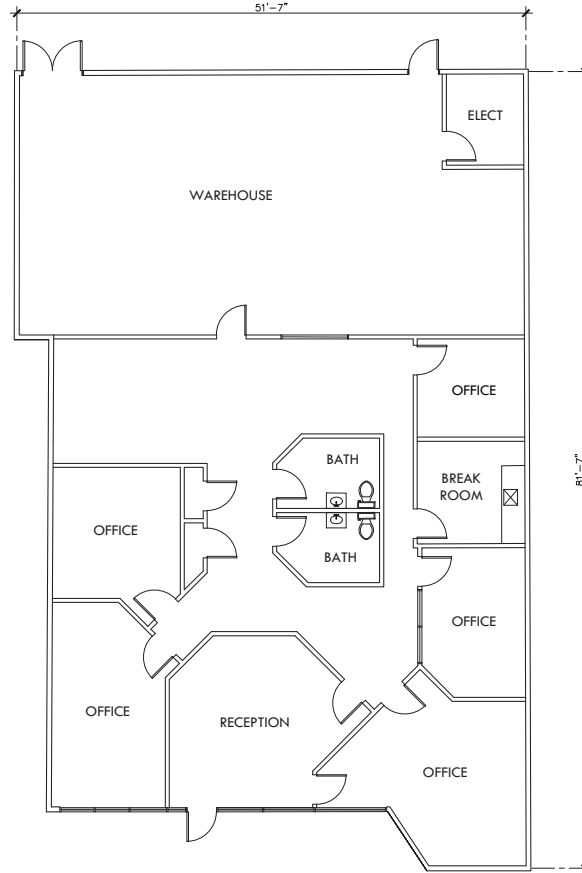 51'-7"
ELECT
WAREHOUSE
OFFICE
BATH
BREAK
ROOM
81'-7"
OFFICE
BATH
OFFICE
OFFICE
RECEPTION
OFFICE